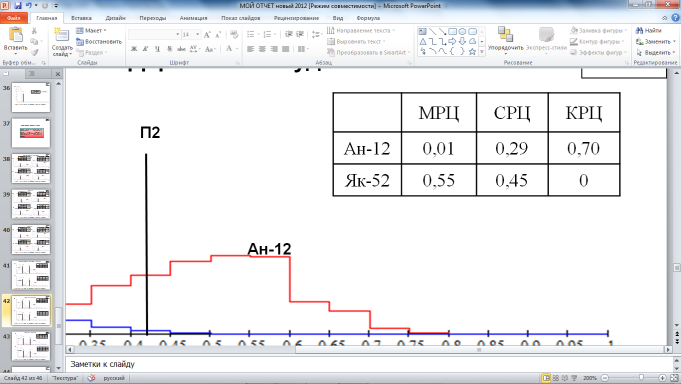 МОЙ ОТЧЕТ новый 2012 [Режим совместимости] - Microsoft PowerPoint
Файл Главная Вставка Дизайн Переходы Анимация Показ слайдов Рецензирование Вид Формула
Вставить
Буфер обм...
Создать слайд
Макет
Восстановить
Раздел
Слайды
14
Шрифт
Абзац
Направление текста
Выровнять текст
Преобразовать в SmartArt
Рисование
Упорядочить
Экспресс-стили
Заливка фигуры
Контур фигуры
Эффекты фигур
Найти
Заменить
Выделить
Редактирование
36
37
38
39
40
41
42
43
П2
МРЦ СРЦ КРЦ
Ан-12 0,01 0,29 0,70
Як-52 0,55 0,45 0
Ан-12
0.35 0.4 0.45 0.5 0.55 0.6 0.65 0.7 0.75 0.8 0.85 0.9 0.95 1
Заметки к слайду
Слайд 42 из 46 "Текстура" русский 200%